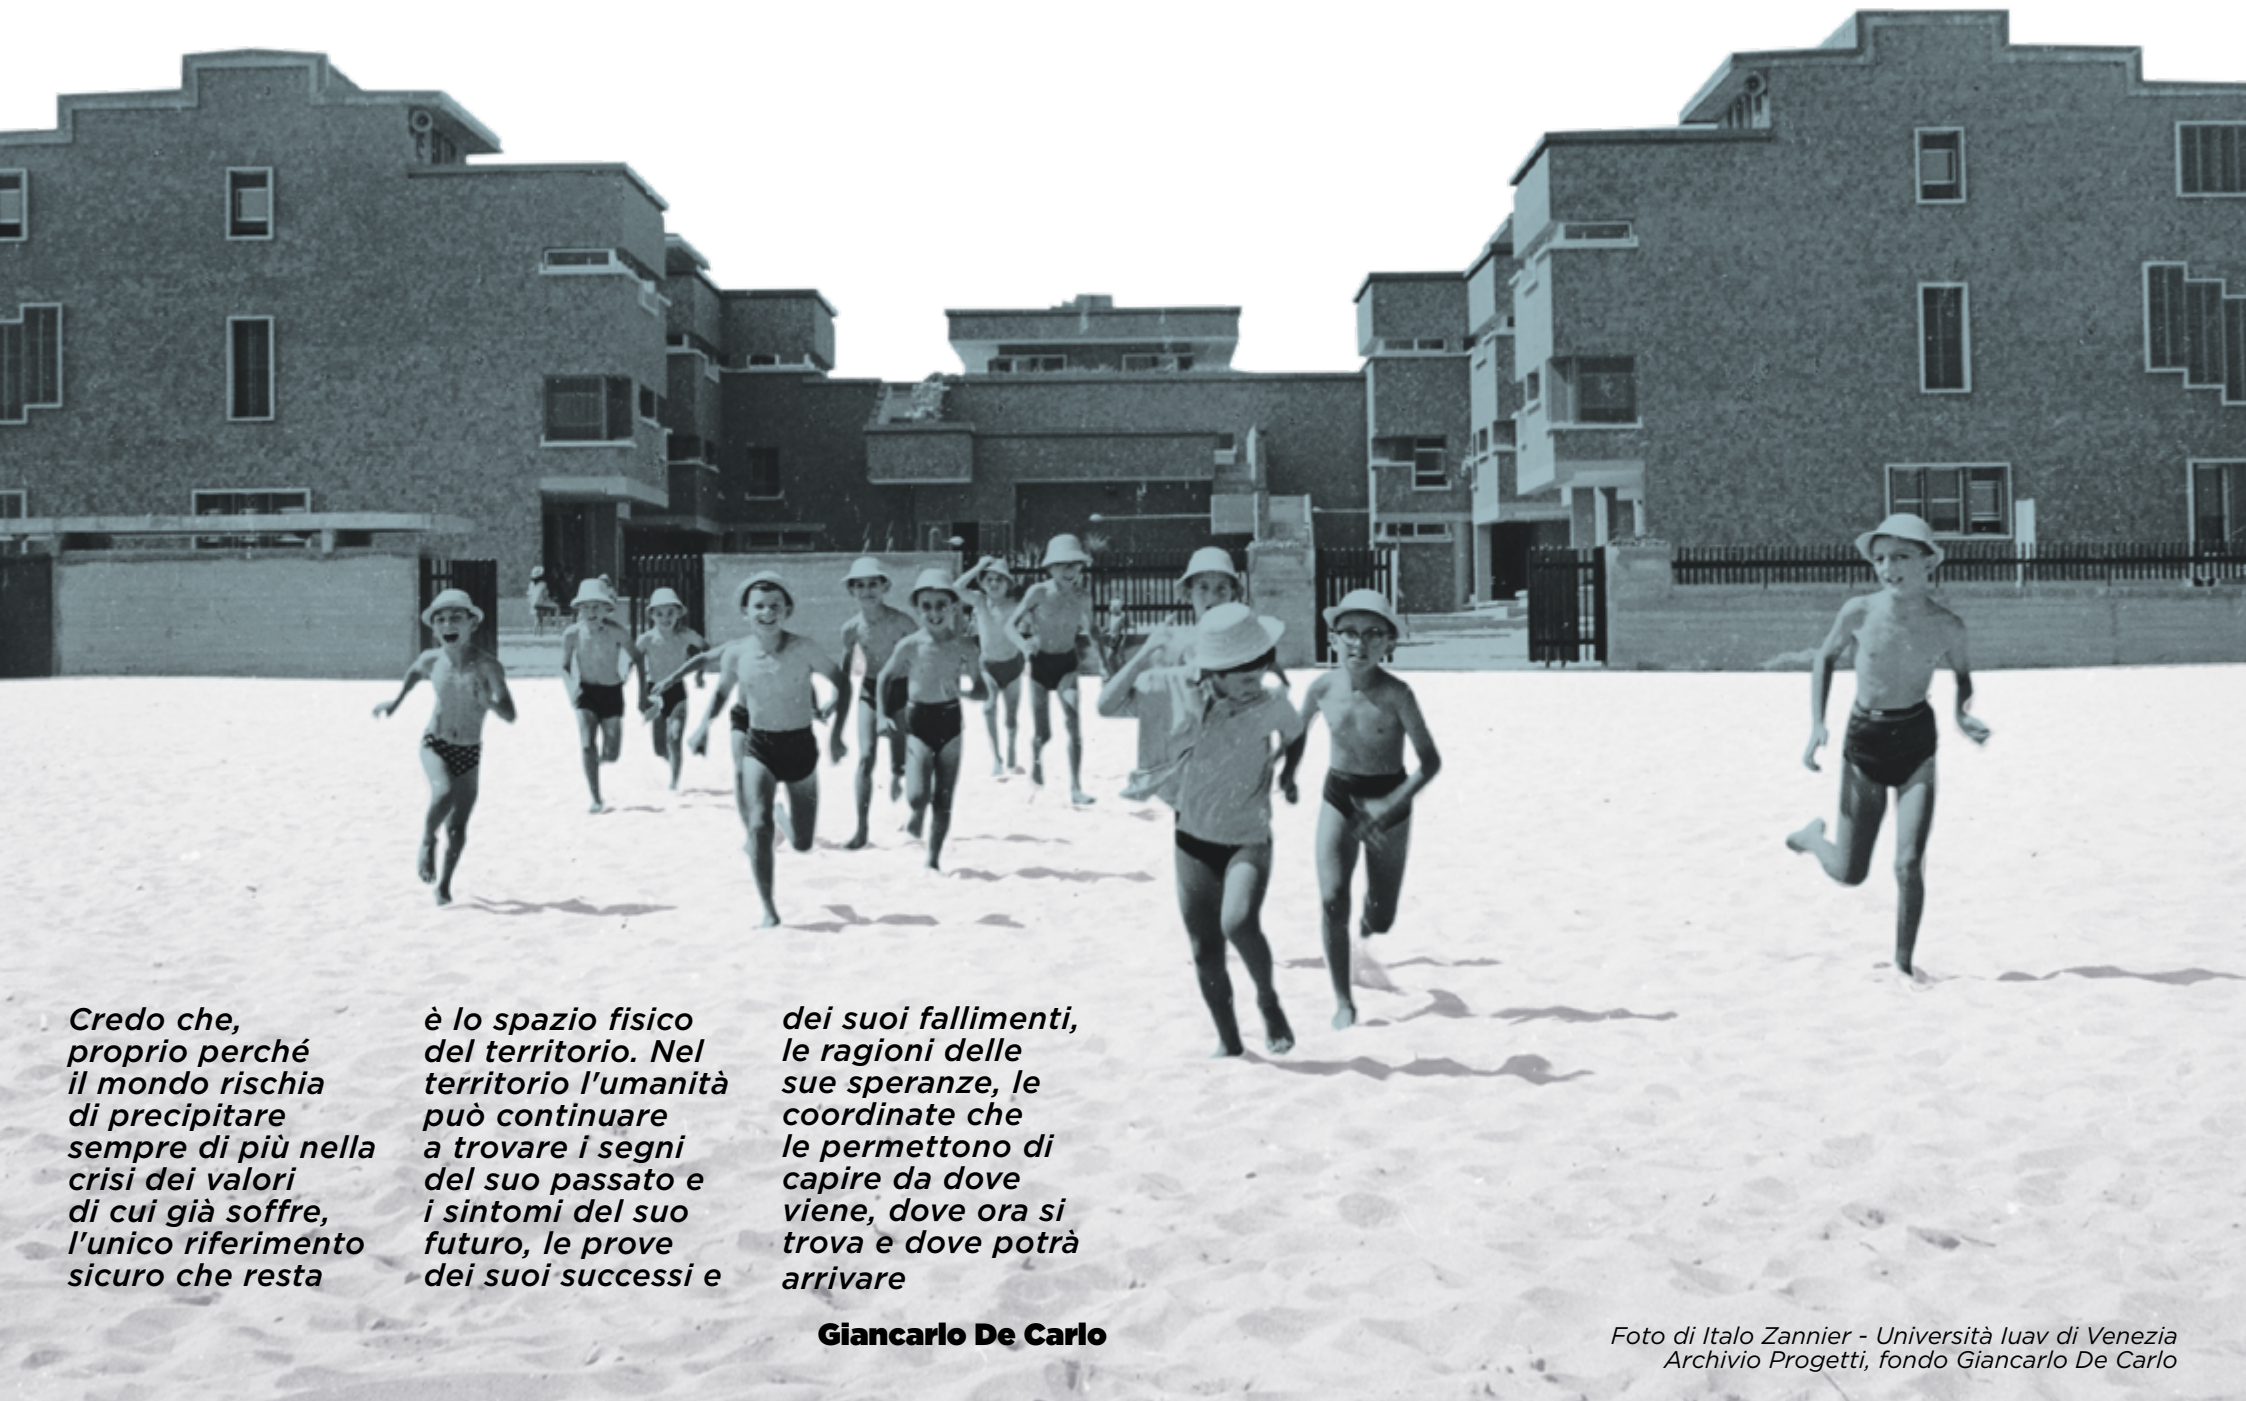 Credo che,
proprio perché
il mondo rischia
di precipitare
sempre di più nella
crisi dei valori
di cui già soffre,
l'unico riferimento
sicuro che resta
è lo spazio fisico
del territorio. Nel
territorio l'umanità
può continuare
a trovare i segni
del suo passato e
i sintomi del suo
futuro, le prove
dei suoi successi e
dei suoi fallimenti,
le ragioni delle
sue speranze, le
coordinate che
le permettono di
capire da dove
viene, dove ora si
trova e dove potrà
arrivare
Giancarlo De Carlo
Foto di Italo Zannier - Università Iuav di Venezia
Archivio Progetti, fondo Giancarlo De Carlo